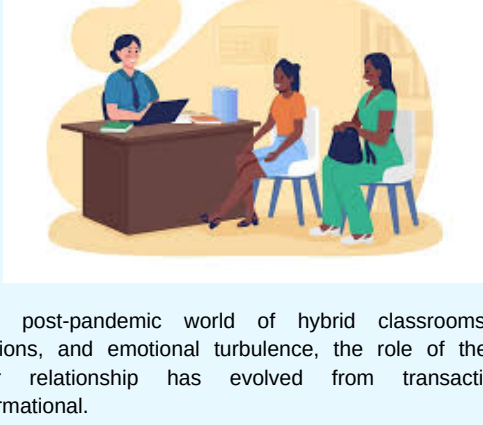 post-pandemic world of hybrid classrooms
and emotional turbulence, the role of the
relationship has evolved from